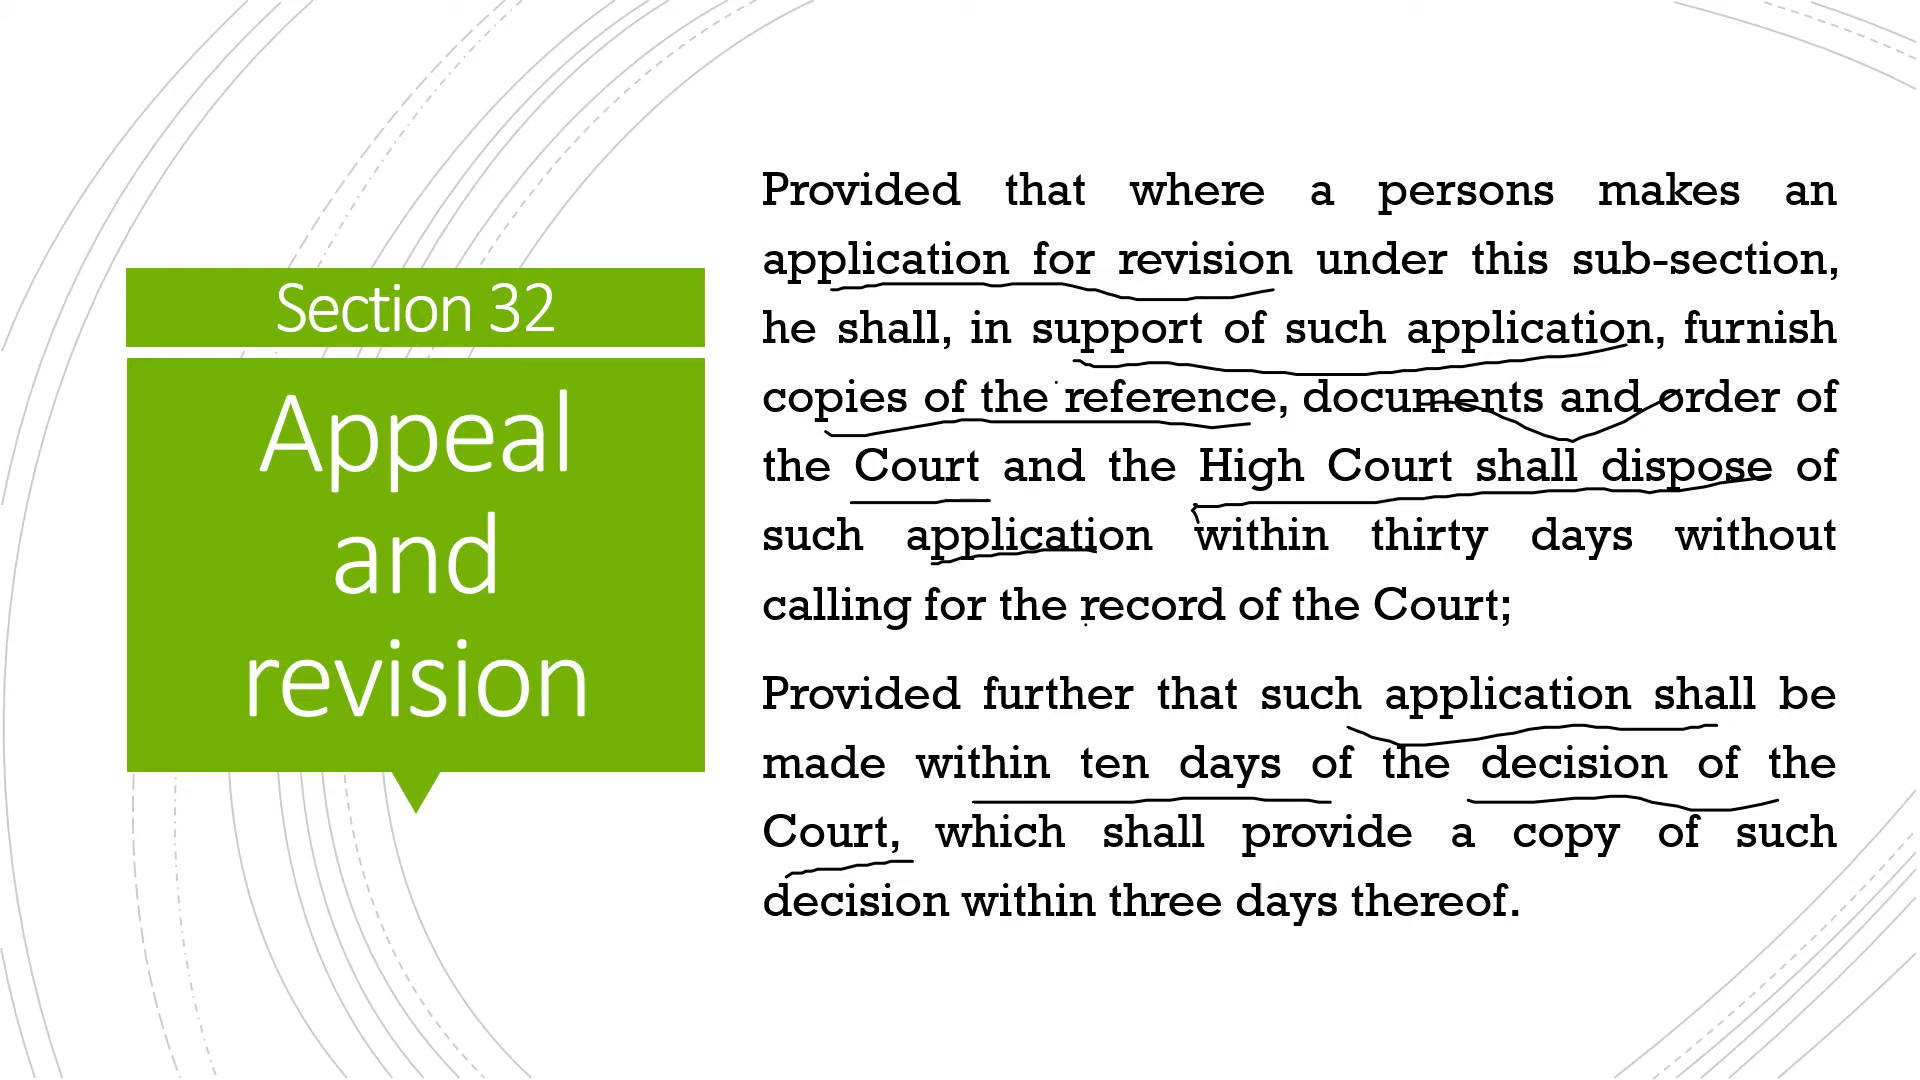 Section 32
Appeal
and
revision
Provided that where a persons makes an
application for revision under this sub-section,
he shall, in support of such application, furnish
copies of the reference, documents and order of
the Court and the High Court shall dispose of
such application within thirty days without
calling for the record of the Court;
Provided further that such application shall be
made within ten days of the decision of the
Court, which shall provide a copy of such
decision within three days thereof.